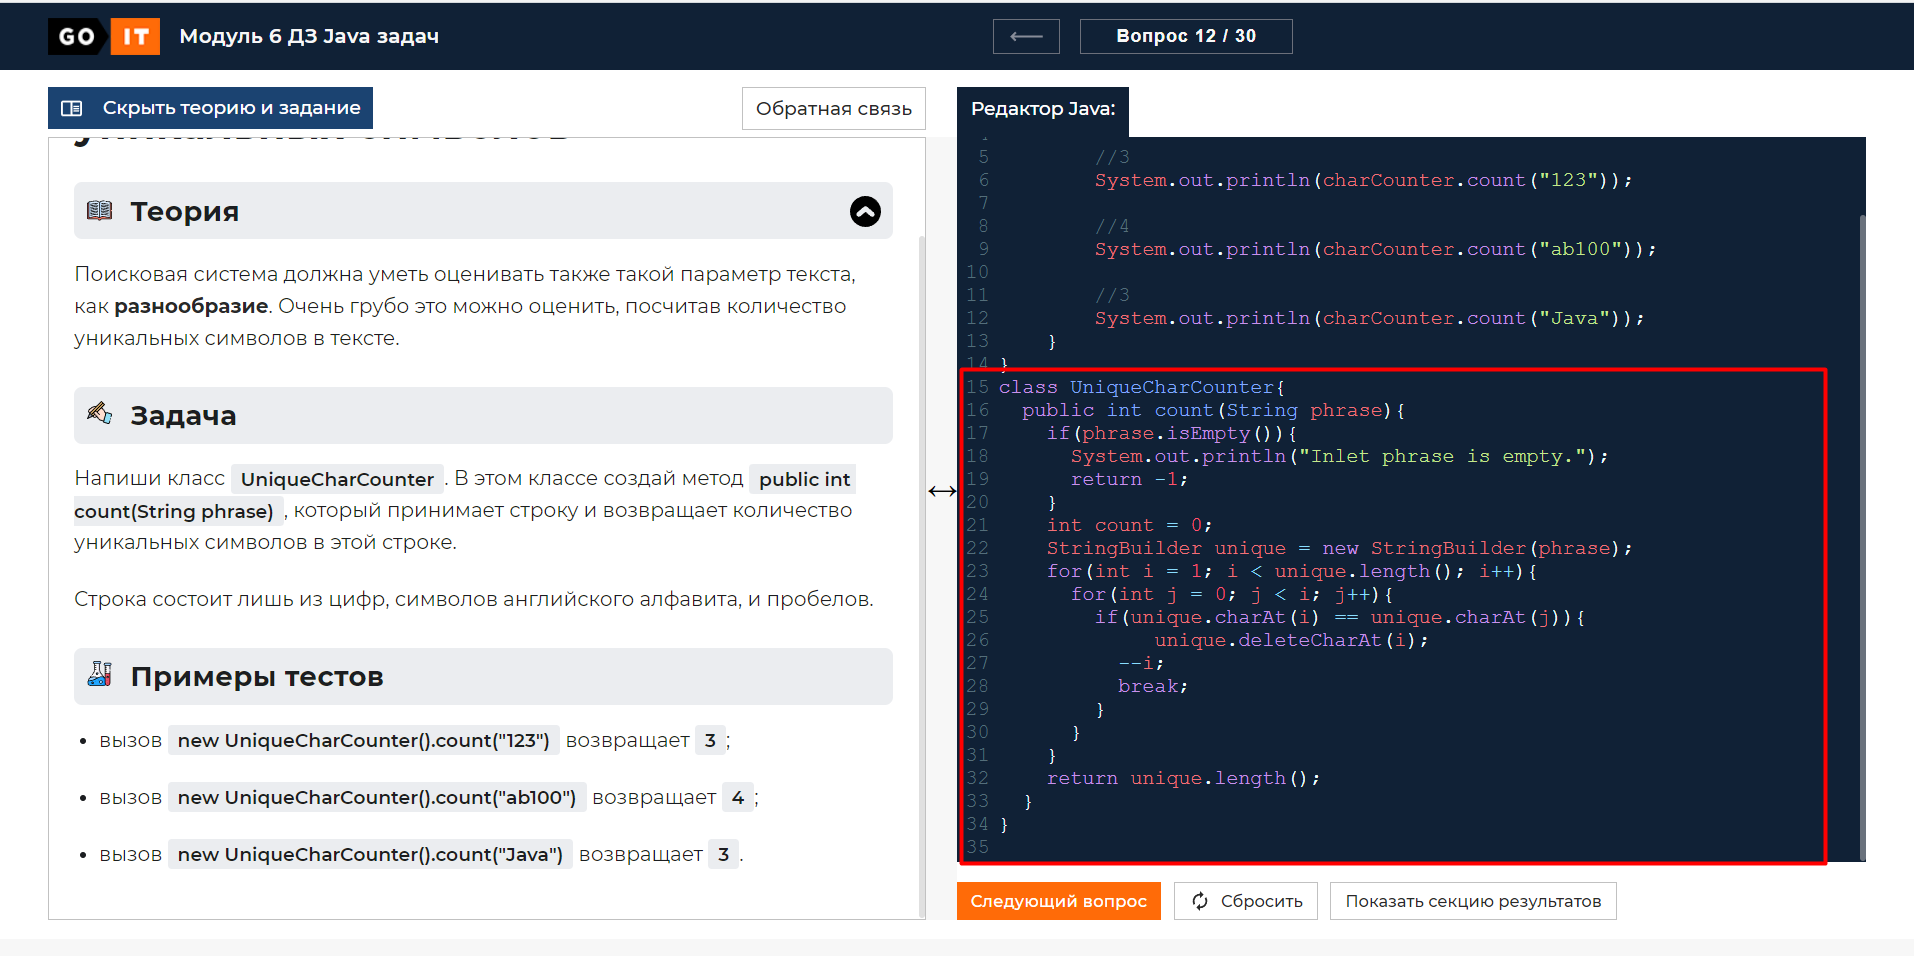 GO IT Модуль 6 ДЗ Java задач
Вопрос 12 / 30
Скрыть теорию и задание
Обратная связь
Редактор Java:
уникальных символов
Теория
Поисковая система должна уметь оценивать также такой параметр текста,
как разнообразие. Очень грубо это можно оценить, посчитав количество
уникальных символов в тексте.
Задача
Напиши класс UniqueCharCounter . В этом классе создай метод public int
count(String phrase) , который принимает строку и возвращает количество
уникальных символов в этой строке.
Строка состоит лишь из цифр, символов английского алфавита, и пробелов.
Примеры тестов
• вызов new UniqueCharCounter().count("123") возвращает 3 ;
• вызов new UniqueCharCounter().count("ab100") возвращает 4 ;
• вызов new UniqueCharCounter().count("Java") возвращает 3 .
5 //3
6 System.out.println(charCounter.count("123"));
7
8 //4
9 System.out.println(charCounter.count("ab100"));
10
11 //3
12 System.out.println(charCounter.count("Java"));
13 }
14 }
15 class UniqueCharCounter{
16 public int count(String phrase){
17 if(phrase.isEmpty()){
18 System.out.println("Inlet phrase is empty.");
19 return -1;
20 }
21 int count = 0;
22 StringBuilder unique = new StringBuilder(phrase);
23 for(int i = 1; i < unique.length(); i++){
24 for(int j = 0; j < i; j++){
25 if(unique.charAt(i) == unique.charAt(j)){
26 unique.deleteCharAt(i);
27 --i;
28 break;
29 }
30 }
31 }
32 return unique.length();
33 }
34 }
35
Следующий вопрос
Сбросить
Показать секцию результатов